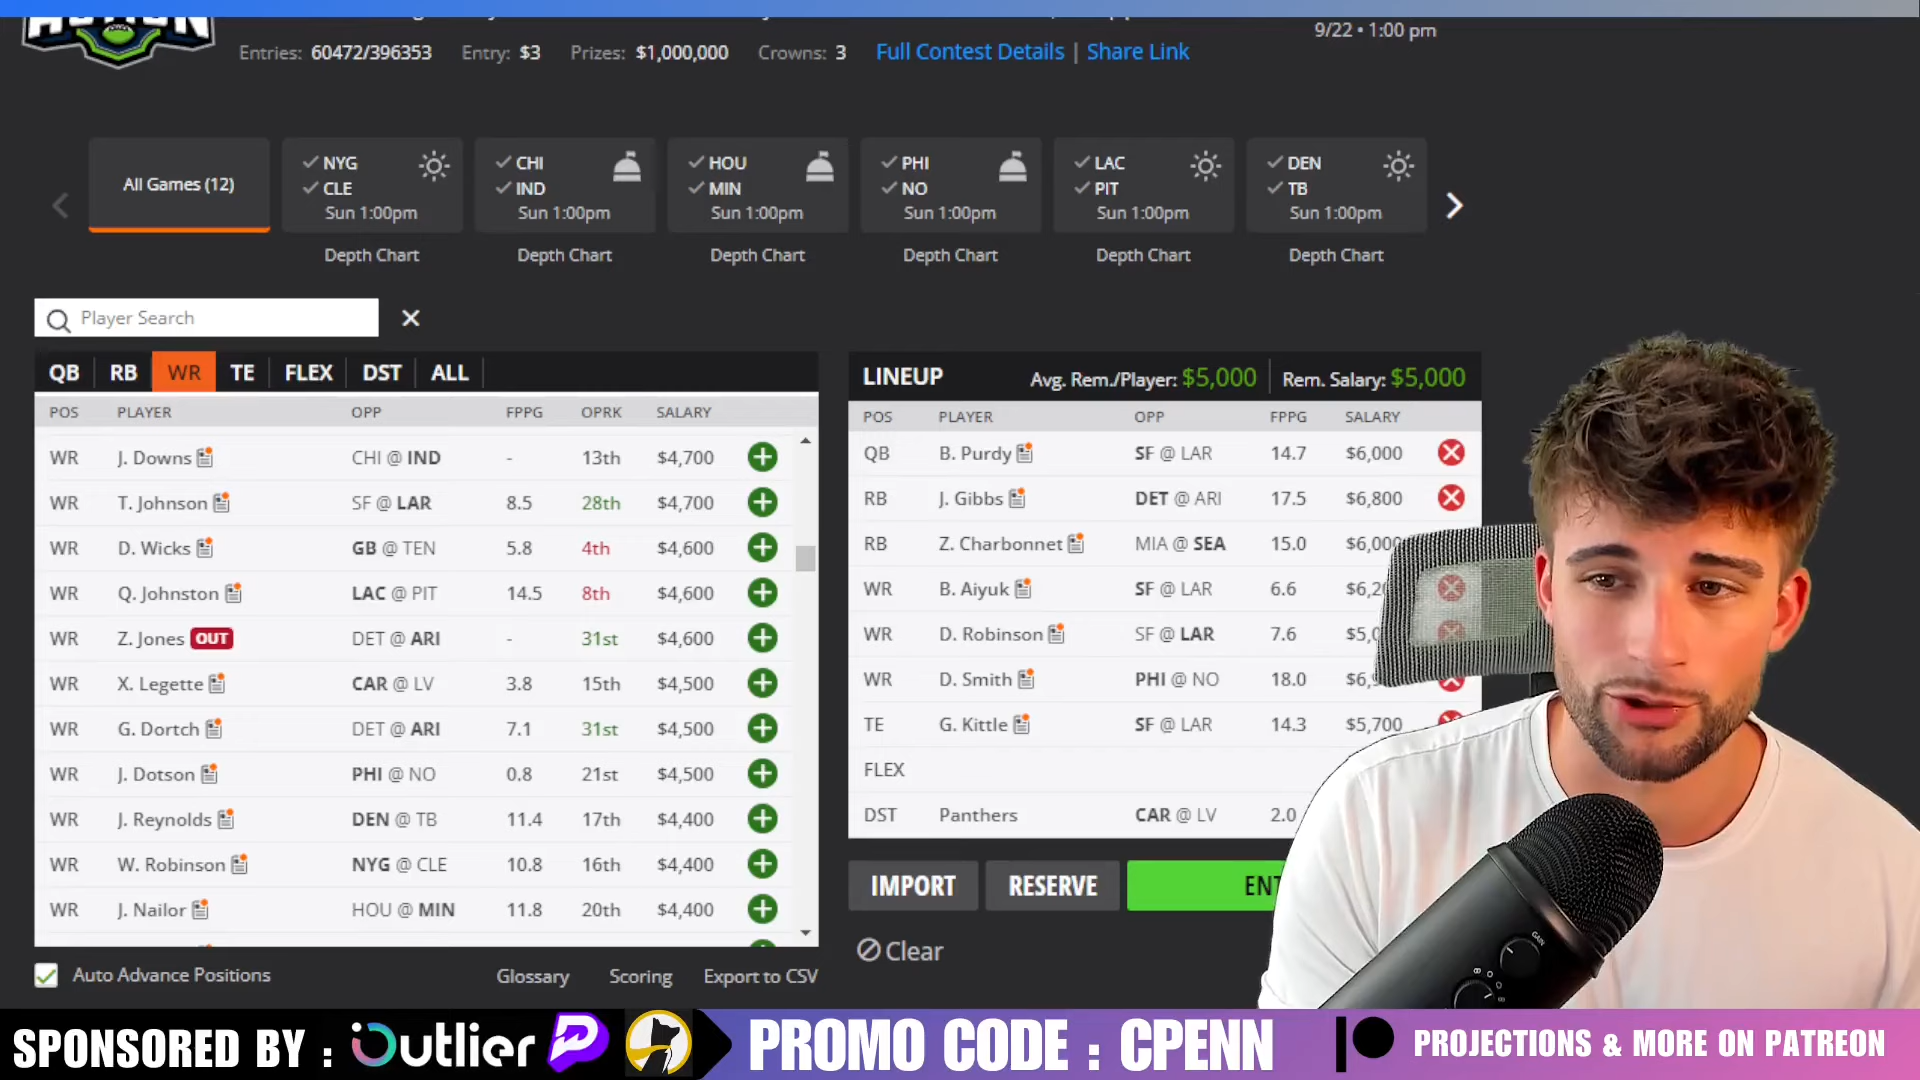 9/22 • 1:00 pm
Entries: 60472/396353 Entry: $3 Prizes: $1,000,000 Crowns: 3 Full Contest Details | Share Link
All Games (12)
NYG
CLE
Sun 1:00pm
Depth Chart
CHI
IND
Sun 1:00pm
Depth Chart
HOU
MIN
Sun 1:00pm
Depth Chart
PHI
NO
Sun 1:00pm
Depth Chart
LAC
PIT
Sun 1:00pm
Depth Chart
DEN
TB
Sun 1:00pm
Depth Chart
Player Search
QB RB WR TE FLEX DST ALL
POS PLAYER OPP FPPG OPRK SALARY
WR J. Downs CHI @ IND - 13th $4,700
WR T. Johnson SF @ LAR 8.5 28th $4,700
WR D. Wicks GB @ TEN 5.8 4th $4,600
WR Q. Johnston LAC @ PIT 14.5 8th $4,600
WR Z. Jones OUT DET @ ARI - 31st $4,600
WR X. Legette CAR @ LV 3.8 15th $4,500
WR G. Dortch DET @ ARI 7.1 31st $4,500
WR J. Dotson PHI @ NO 0.8 21st $4,500
WR J. Reynolds DEN @ TB 11.4 17th $4,400
WR W. Robinson NYG @ CLE 10.8 16th $4,400
WR J. Nailor HOU @ MIN 11.8 20th $4,400
Auto Advance Positions Glossary Scoring Export to CSV
LINEUP Avg. Rem./Player: $5,000 Rem. Salary: $5,000
POS PLAYER OPP FPPG SALARY
QB B. Purdy SF @ LAR 14.7 $6,000
RB J. Gibbs DET @ ARI 17.5 $6,800
RB Z. Charbonnet MIA @ SEA 15.0 $6,000
WR B. Aiyuk SF @ LAR 6.6 $6,2
WR D. Robinson SF @ LAR 7.6 $5,0
WR D. Smith PHI @ NO 18.0 $6,
TE G. Kittle SF @ LAR 14.3 $5,700
FLEX
DST Panthers CAR @ LV 2.0
IMPORT RESERVE ENT
Clear
SPONSORED BY : Outlier PROMO CODE : CPENN PROJECTIONS & MORE ON PATREON